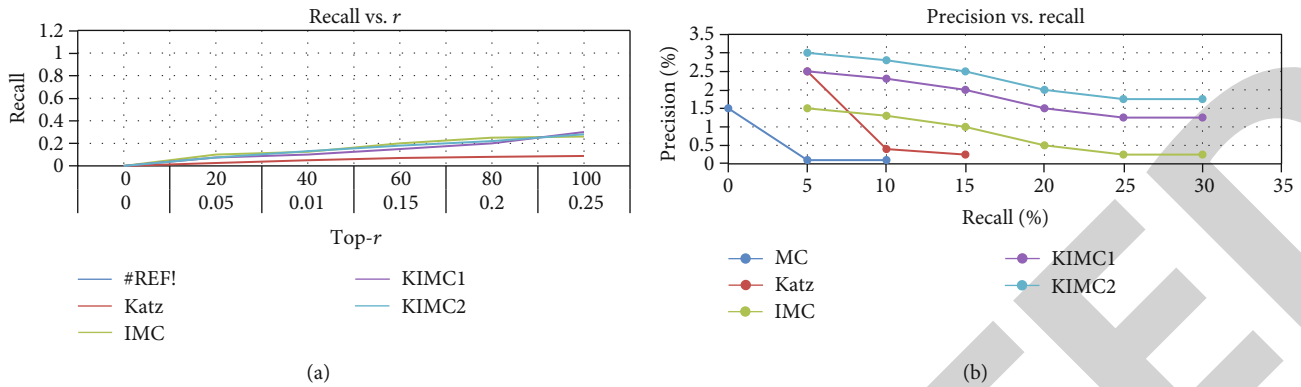 Recall vs. r
1.2
1
0.8
0.6
0.4
0.2
0
Recall
0 20 40 60 80 100
0 0.05 0.01 0.15 0.2 0.25
Top-r
#REF!
Katz
IMC
KIMC1
KIMC2
(a)
Precision vs. recall
3.5
3
2.5
2
1.5
1
0.5
0
Precision (%)
0 5 10 15 20 25 30 35
Recall (%)
MC
Katz
IMC
KIMC1
KIMC2
(b)